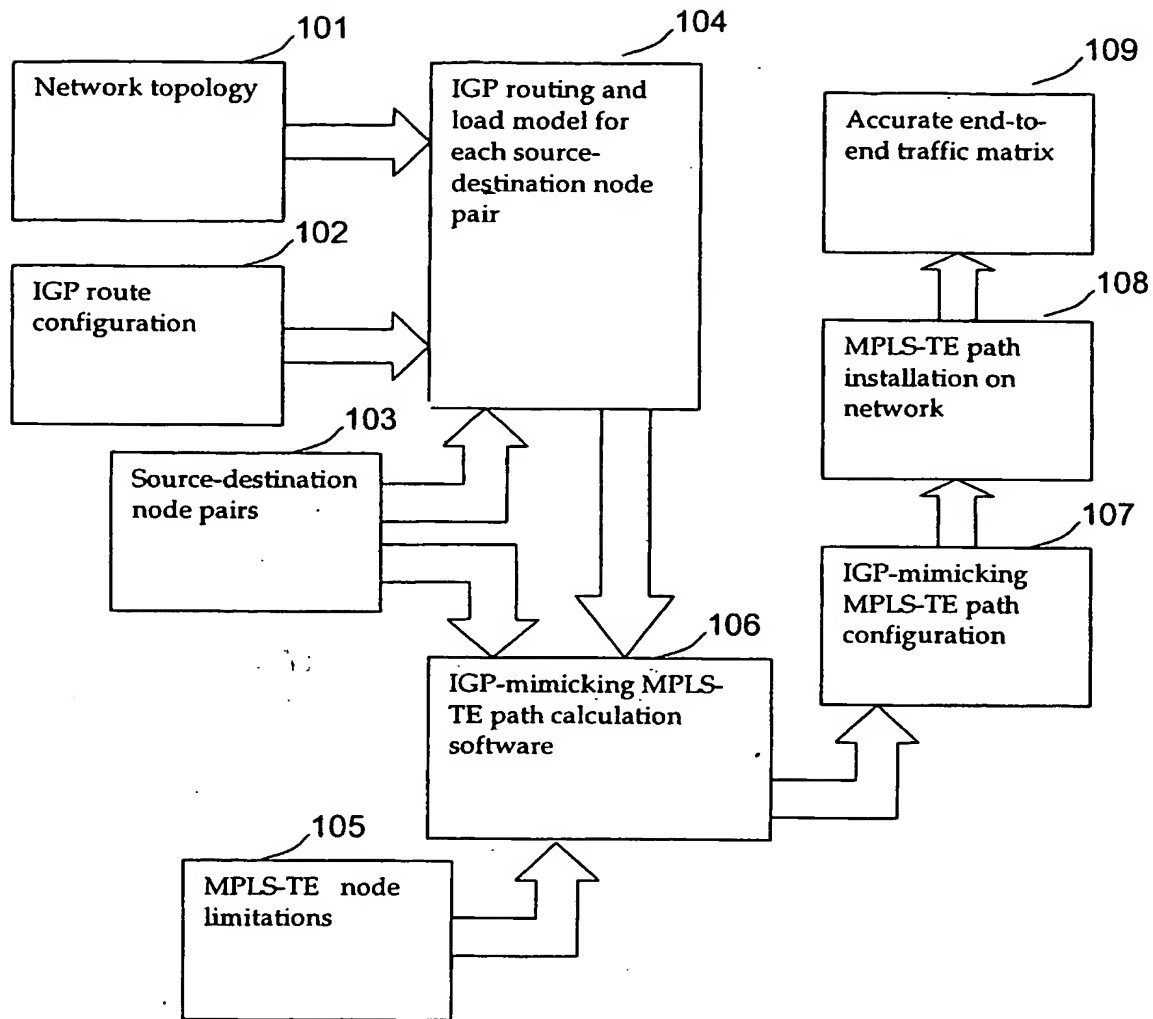 101
Network topology
102
IGP route
configuration
103
Source-destination
node pairs
104
IGP routing and
load model for
each source-
destination node
pair
105
MPLS-TE node
limitations
106
IGP-mimicking MPLS-
TE path calculation
software
107
IGP-mimicking
MPLS-TE path
configuration
108
MPLS-TE path
installation on
network
109
Accurate end-to-
end traffic matrix